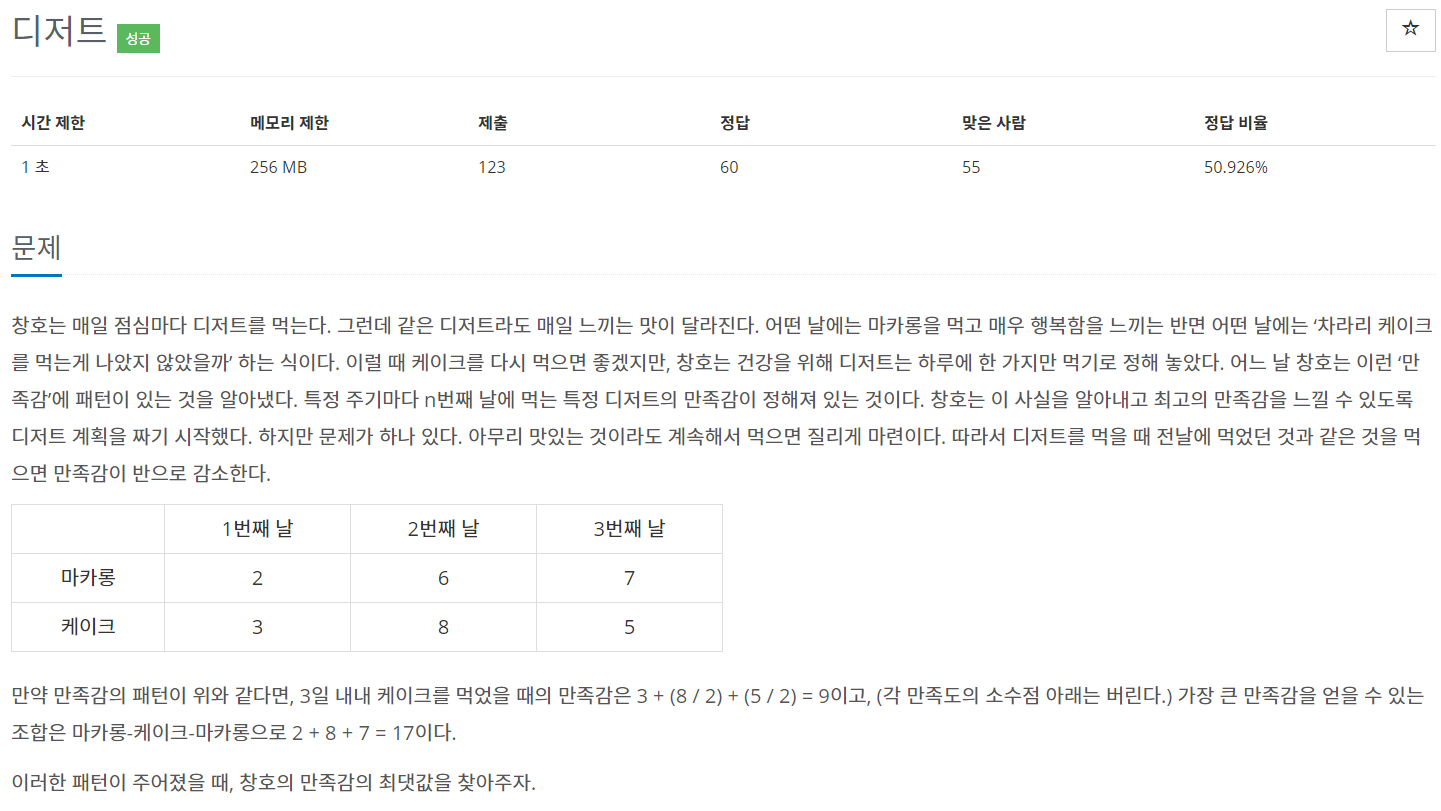 디저트 성공
☆
시간 제한 메모리 제한 제출 정답 맞은 사람 정답 비율
1 초 256 MB 123 60 55 50.926%
문제
창호는 매일 점심마다 디저트를 먹는다. 그런데 같은 디저트라도 매일 느끼는 맛이 달라진다. 어떤 날에는 마카롱을 먹고 매우 행복함을 느끼는 반면 어떤 날에는 ‘차라리 케이크
를 먹는게 나았지 않았을까’ 하는 식이다. 이럴 때 케이크를 다시 먹으면 좋겠지만, 창호는 건강을 위해 디저트는 하루에 한 가지만 먹기로 정해 놓았다. 어느 날 창호는 이런 ‘만
족감’에 패턴이 있는 것을 알아냈다. 특정 주기마다 n번째 날에 먹는 특정 디저트의 만족감이 정해져 있는 것이다. 창호는 이 사실을 알아내고 최고의 만족감을 느낄 수 있도록
디저트 계획을 짜기 시작했다. 하지만 문제가 하나 있다. 아무리 맛있는 것이라도 계속해서 먹으면 질리게 마련이다. 따라서 디저트를 먹을 때 전날에 먹었던 것과 같은 것을 먹
으면 만족감이 반으로 감소한다.
1번째 날 2번째 날 3번째 날
마카롱 2 6 7
케이크 3 8 5
만약 만족감의 패턴이 위와 같다면, 3일 내내 케이크를 먹었을 때의 만족감은 3 + (8 / 2) + (5 / 2) = 9이고, (각 만족도의 소수점 아래는 버린다.) 가장 큰 만족감을 얻을 수 있는
조합은 마카롱-케이크-마카롱으로 2 + 8 + 7 = 17이다.
이러한 패턴이 주어졌을 때, 창호의 만족감의 최댓값을 찾아주자.